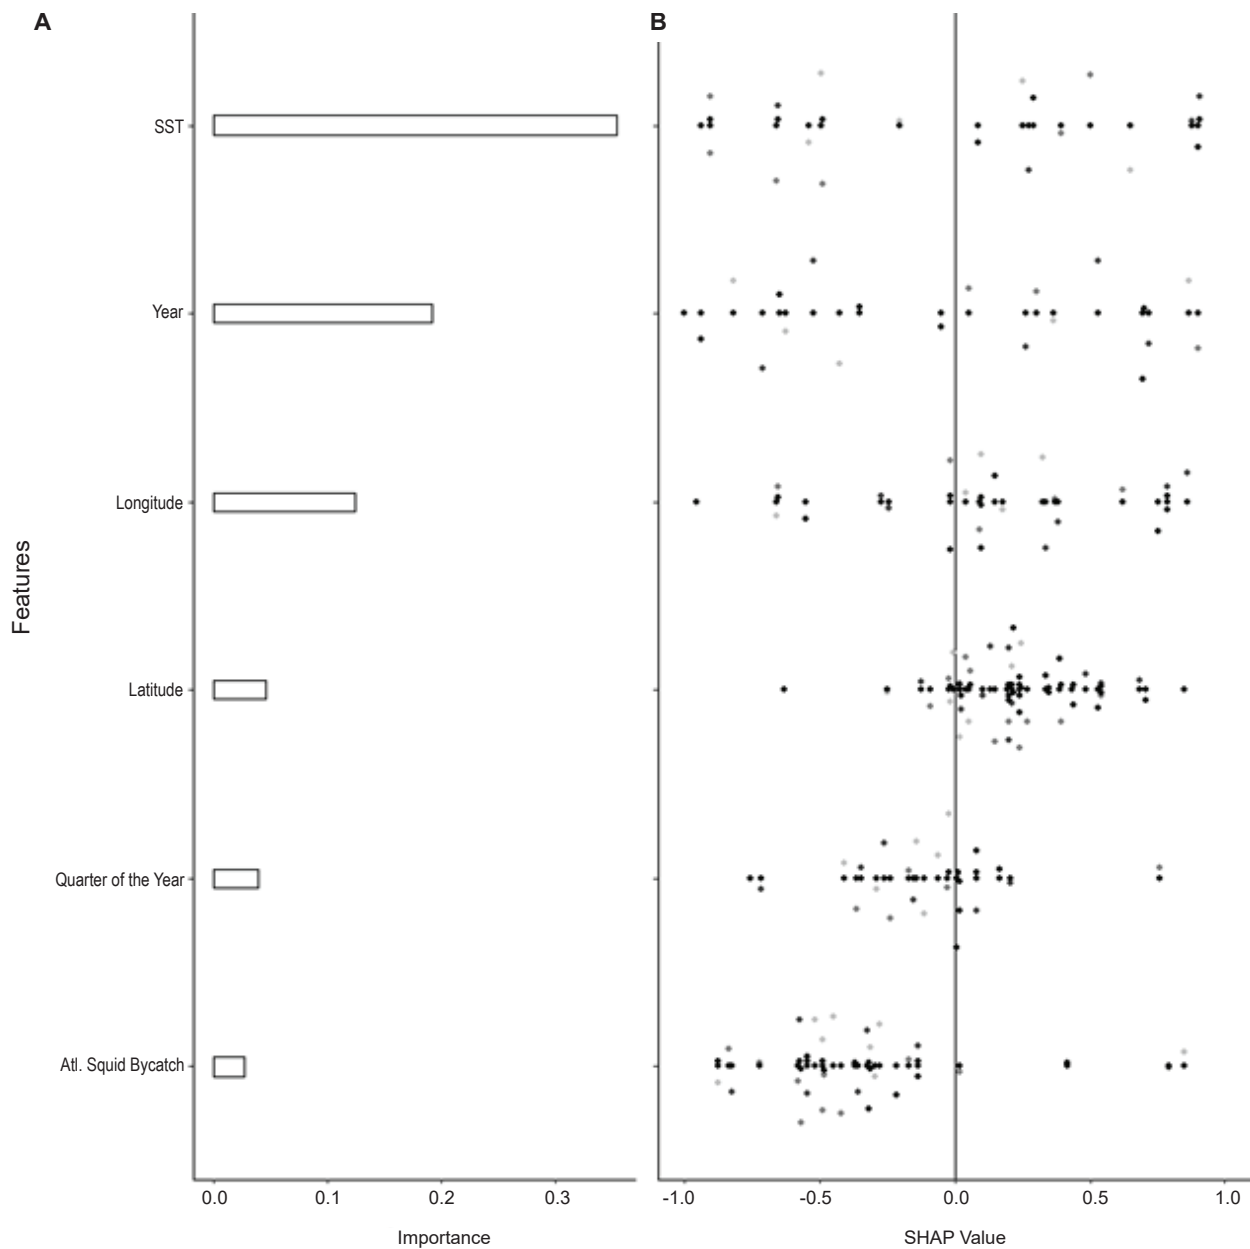 A
B
SST
Year
Longitude
Features
Latitude
Quarter of the Year
Atl. Squid Bycatch
0.0 0.1 0.2 0.3
-1.0 -0.5 0.0 0.5 1.0
Importance
SHAP Value